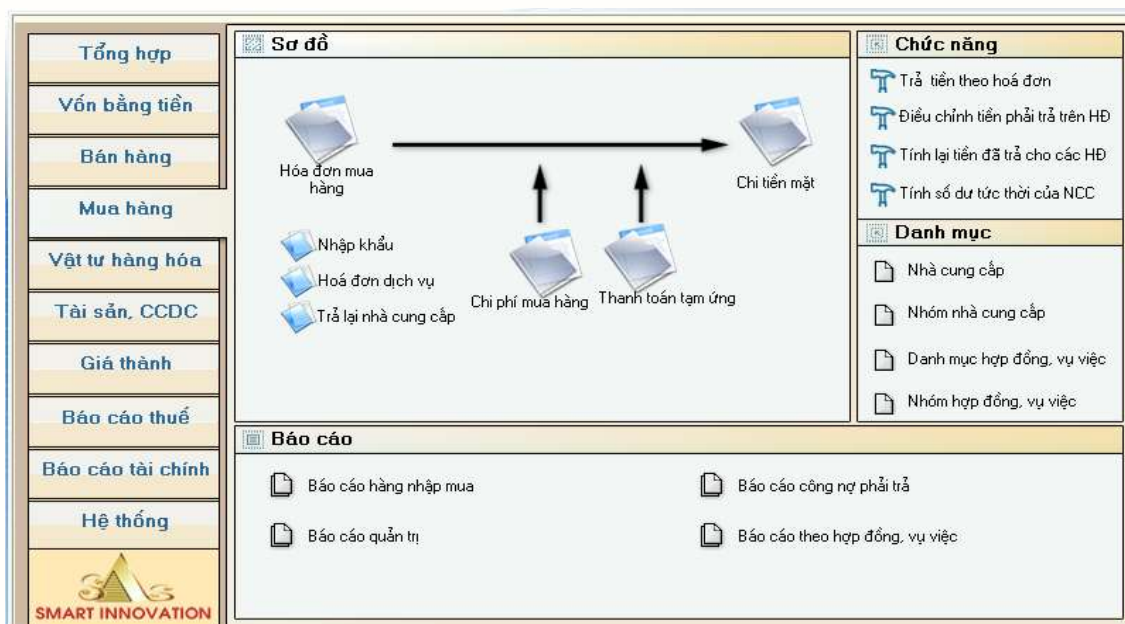 Tổng hợp
Vốn bằng tiền
Bán hàng
Mua hàng
Vật tư hàng hóa
Tài sản, CCDC
Giá thành
Báo cáo thuế
Báo cáo tài chính
Hệ thống
SAS
SMART INNOVATION
Sơ đồ
Hóa đơn mua
hàng
Chi tiền mặt
Nhập khẩu
Hoá đơn dịch vụ
Trả lại nhà cung cấp
Chi phí mua hàng
Thanh toán tạm ứng
Chức năng
Trả tiền theo hoá đơn
Điều chỉnh tiền phải trả trên HĐ
Tính lại tiền đã trả cho các HĐ
Tính số dư tức thời của NCC
Danh mục
Nhà cung cấp
Nhóm nhà cung cấp
Danh mục hợp đồng, vụ việc
Nhóm hợp đồng, vụ việc
Báo cáo
Báo cáo hàng nhập mua
Báo cáo công nợ phải trả
Báo cáo quản trị
Báo cáo theo hợp đồng, vụ việc